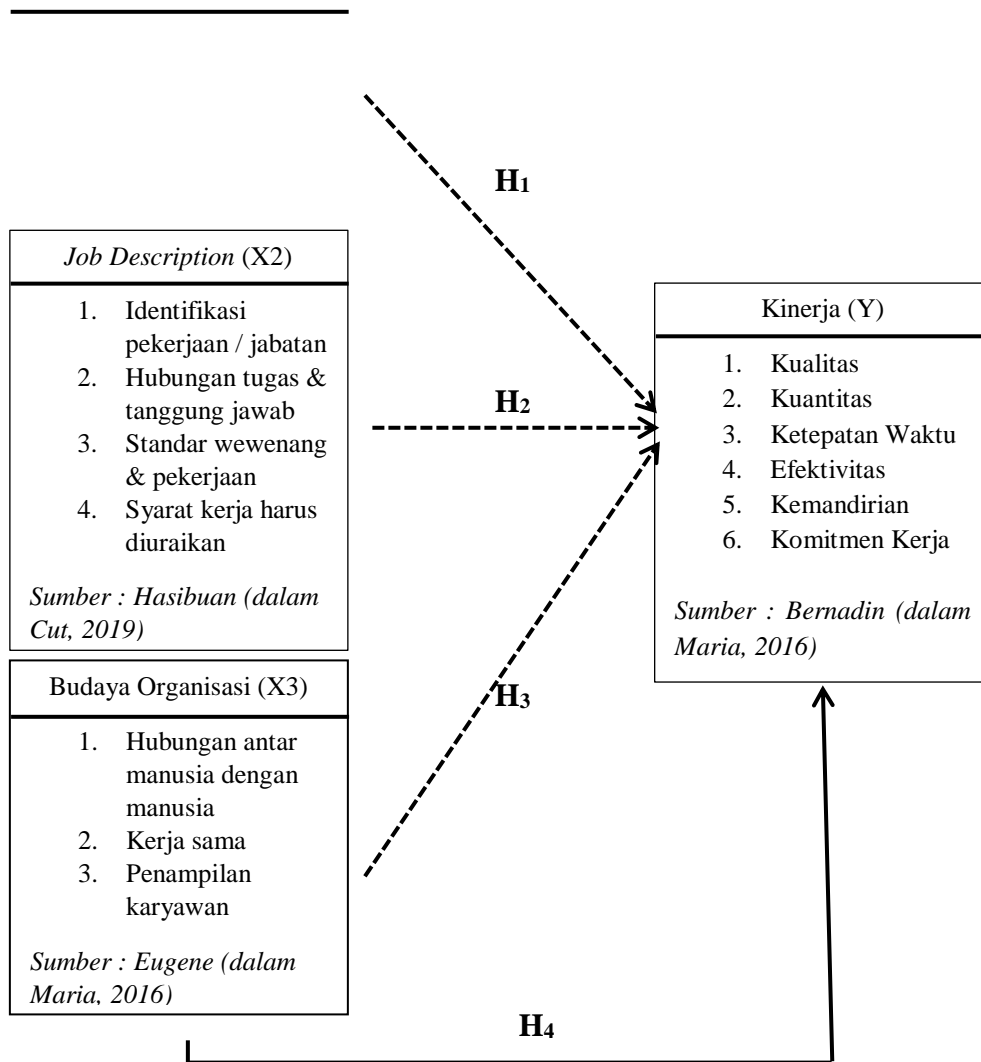 H1
Job Description (X2)
1. Identifikasi
pekerjaan / jabatan
2. Hubungan tugas &
tanggung jawab
3. Standar wewenang
& pekerjaan
4. Syarat kerja harus
diuraikan
Sumber : Hasibuan (dalam
Cut, 2019)
H2
Kinerja (Y)
1. Kualitas
2. Kuantitas
3. Ketepatan Waktu
4. Efektivitas
5. Kemandirian
6. Komitmen Kerja
Sumber : Bernadin (dalam
Maria, 2016)
Budaya Organisasi (X3)
1. Hubungan antar
manusia dengan
manusia
2. Kerja sama
3. Penampilan
karyawan
Sumber : Eugene (dalam
Maria, 2016)
H3
H4